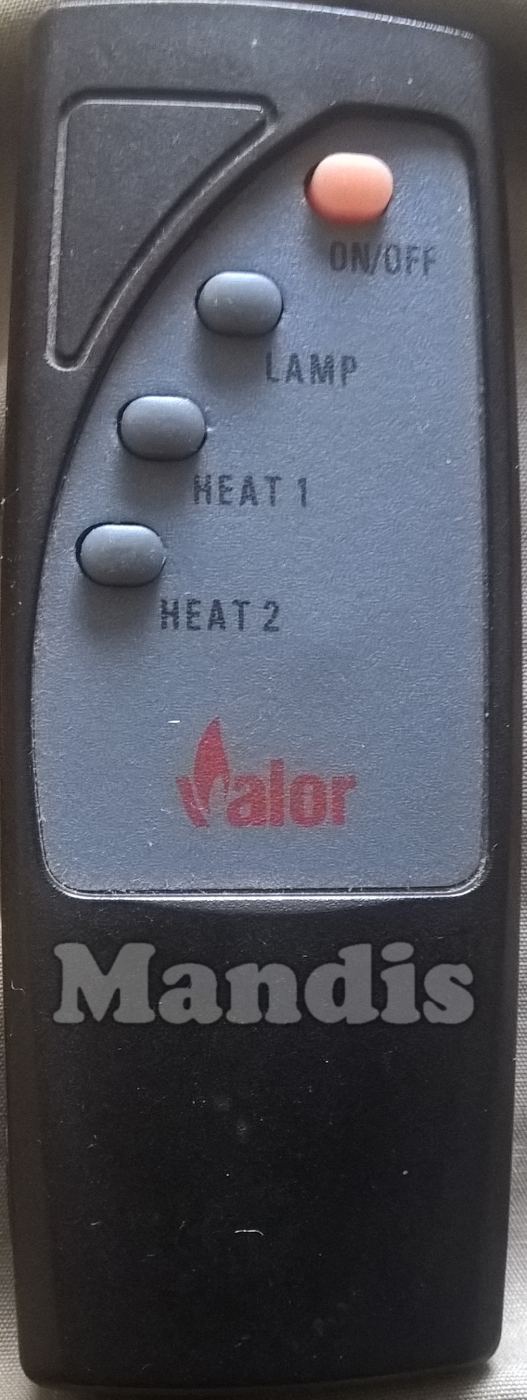 ON/OFF
LAMP
HEAT 1
HEAT 2
Valor
Mandis